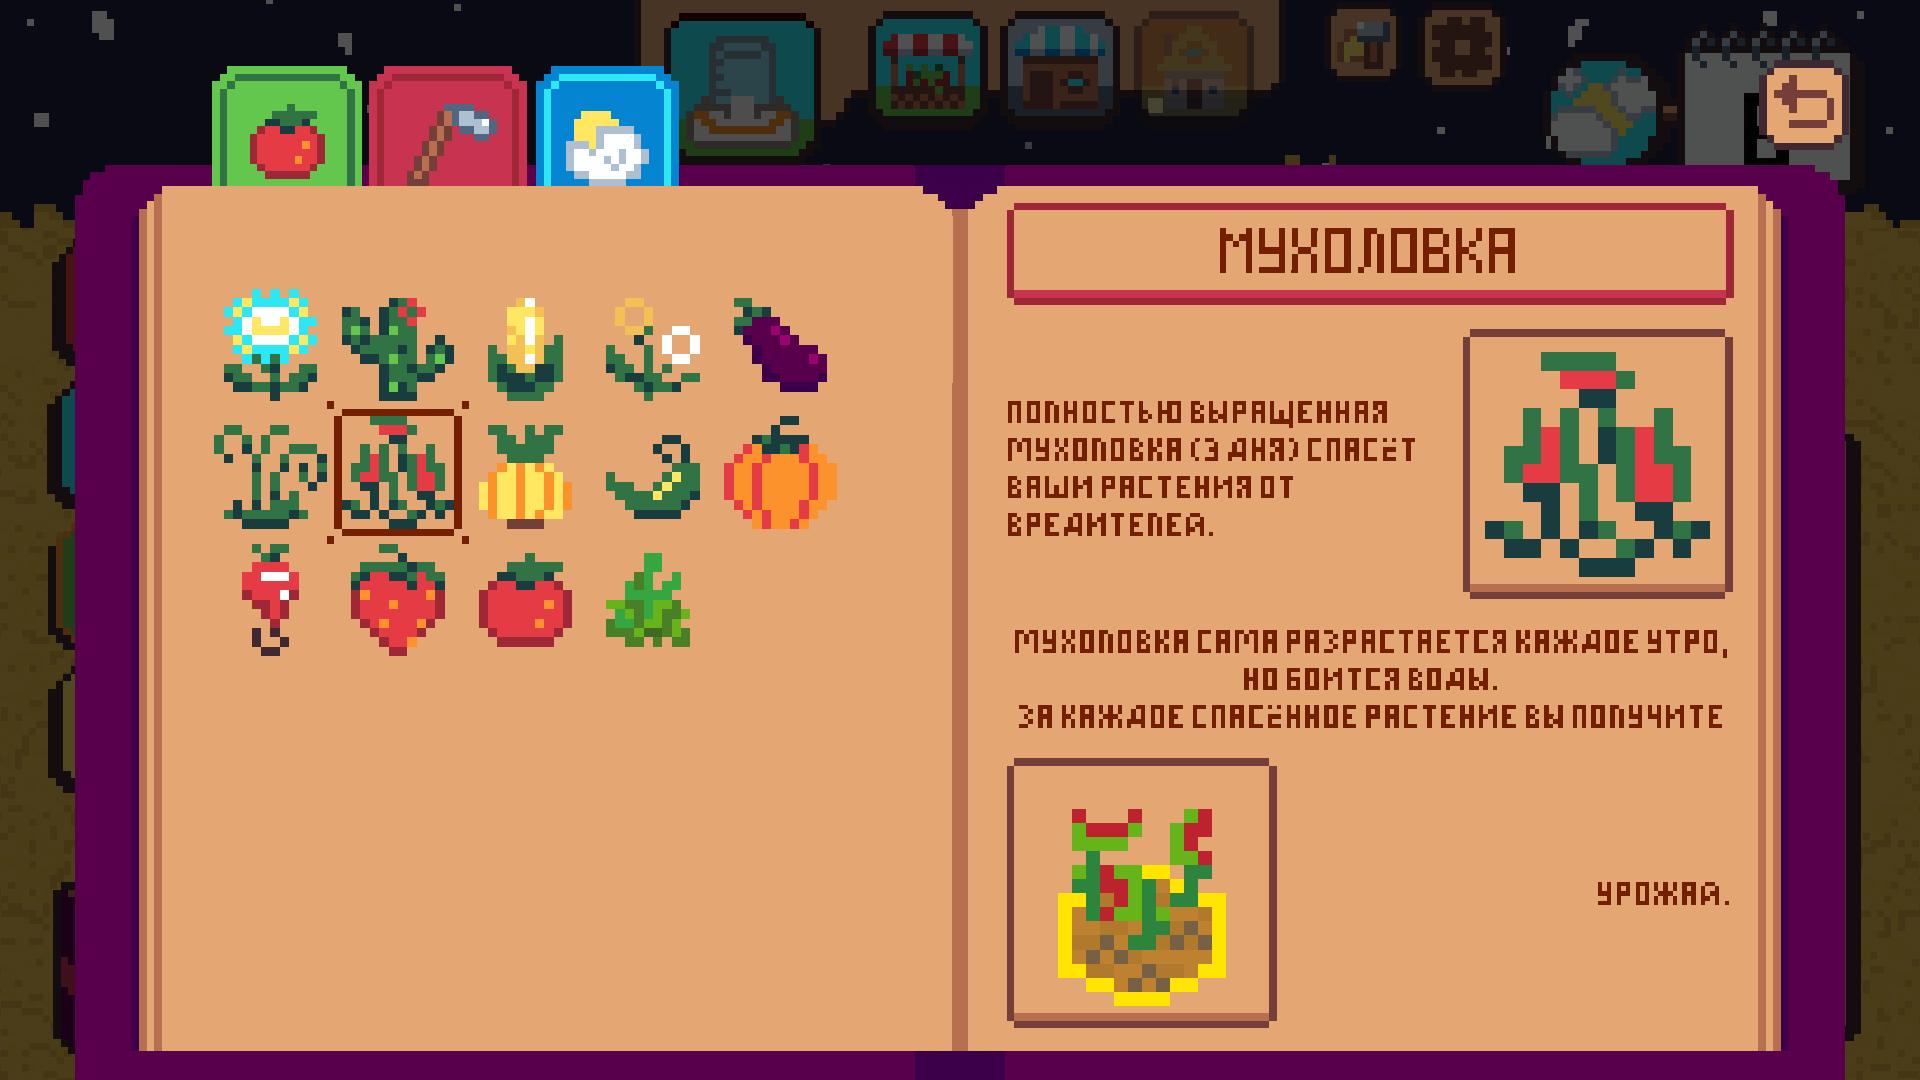 МУХОЛОВКА
ПОЛНОСТЬЮ ВЫРАЩЕННАЯ
МУХОЛОВКА (3 ДНЯ) СПАСЁТ
ВАШИ РАСТЕНИЯ ОТ
ВРЕДИТЕЛЕЙ.
МУХОЛОВКА САМА РАЗРАСТАЕТСЯ КАЖДОЕ УТРО,
НО БОИТСЯ ВОДЫ.
ЗА КАЖДОЕ СПАСЁННОЕ РАСТЕНИЕ ВЫ ПОЛУЧИТЕ
УРОЖАЙ.